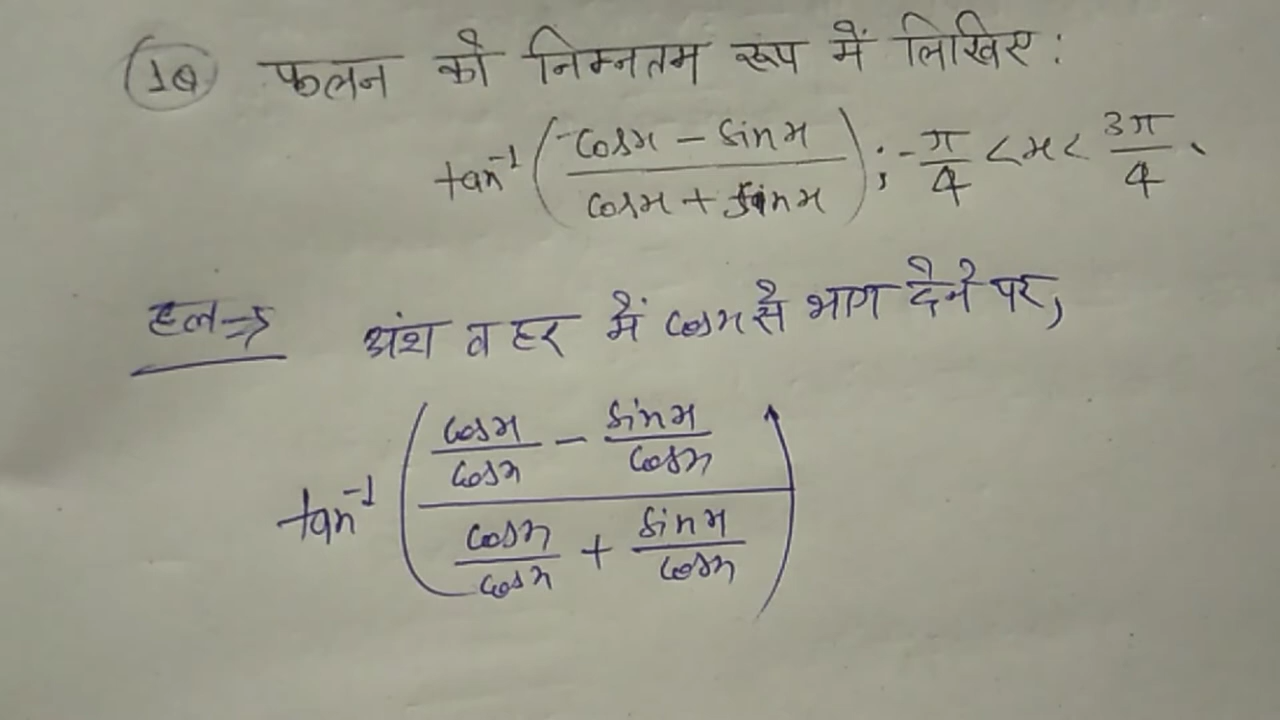 10 फलन को निम्नतम रूप में लिखिए :
tan⁻¹ (cosx - sinx / cosx + sinx) ; -π/4 < x < 3π/4 .
हल→ अंश व हर में cosx से भाग देने पर,
tan⁻¹ ((cosx/cosx - sinx/cosx) / (cosx/cosx + sinx/cosx))